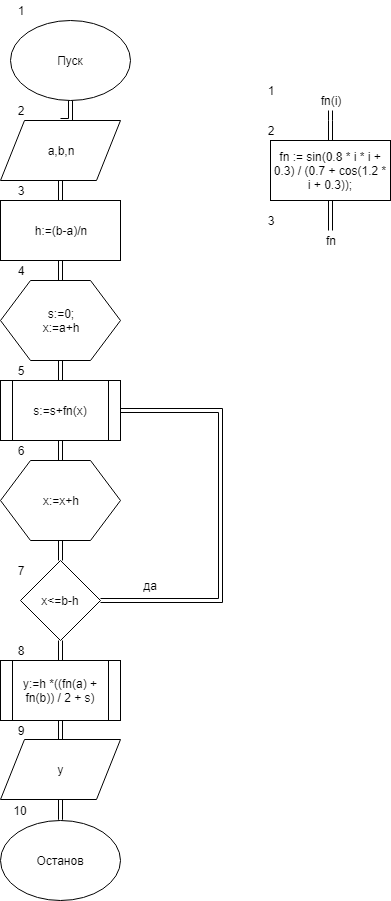 1
Пуск
2
a,b,n
3
h:=(b-a)/n
4
s:=0;
x:=a+h
5
s:=s+fn(x)
6
x:=x+h
7
да
x<=b-h
8
y:=h *((fn(a) +
fn(b)) / 2 + s)
9
y
10
Останов
1
fn(i)
2
fn := sin(0.8 * i * i +
0.3) / (0.7 + cos(1.2 *
i + 0.3));
3
fn